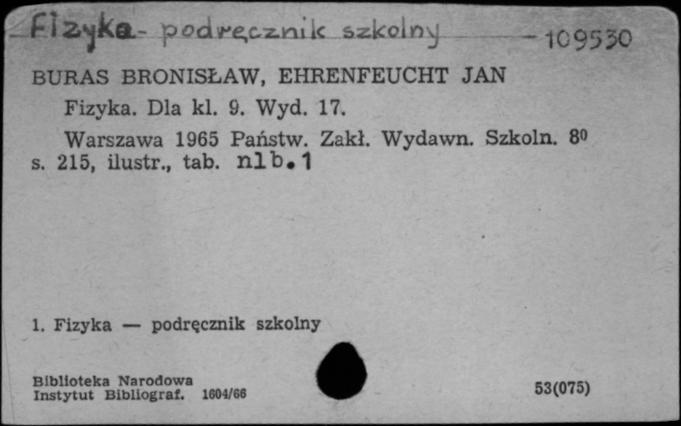 Fizyka - podręcznik szkolny - 109530
BURAS BRONISŁAW, EHRENFEUCHT JAN
Fizyka. Dla kl. 9. Wyd. 17.
Warszawa 1965 Państw. Zakł. Wydawn. Szkoln. 8⁰
s. 215, ilustr., tab. nlb.1
1. Fizyka — podręcznik szkolny
Biblioteka Narodowa
Instytut Bibliograf. 1604/66
53(075)